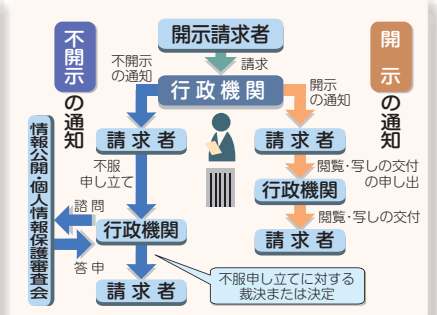 開示請求者
請求
行政機関
不開示
の通知
不開示
の通知
請求者
不服
申し立て
情報公開・個人情報保護審査会
諮問
答申
行政機関
請求者
不服申し立てに対する
裁決または決定
開示
の通知
開示
の通知
請求者
閲覧・写しの交付
の申し出
行政機関
閲覧・写しの交付
請求者